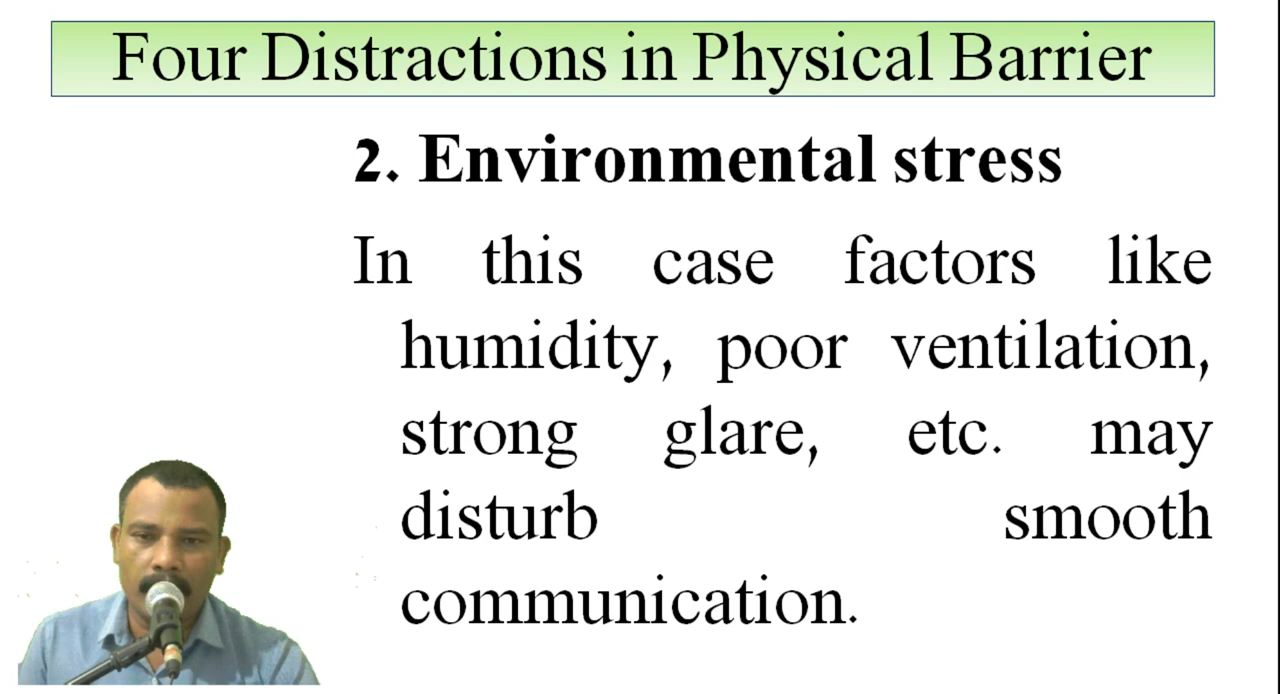 Four Distractions in Physical Barrier
2. Environmental stress
In this case factors like
humidity, poor ventilation,
strong glare, etc. may
disturb smooth
communication.